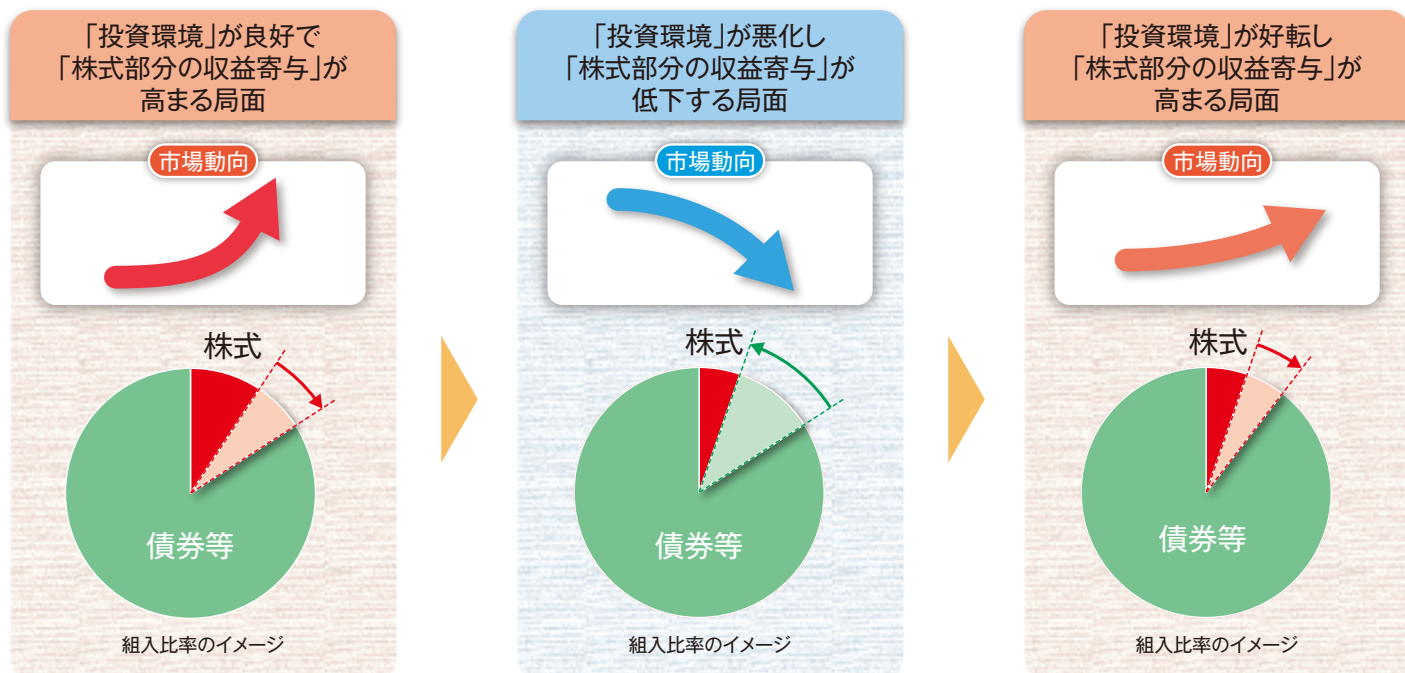 「投資環境」が良好で
「株式部分の収益寄与」が
高まる局面
市場動向
株式
債券等
組入比率のイメージ
「投資環境」が悪化し
「株式部分の収益寄与」が
低下する局面
市場動向
株式
債券等
組入比率のイメージ
「投資環境」が好転し
「株式部分の収益寄与」が
高まる局面
市場動向
株式
債券等
組入比率のイメージ